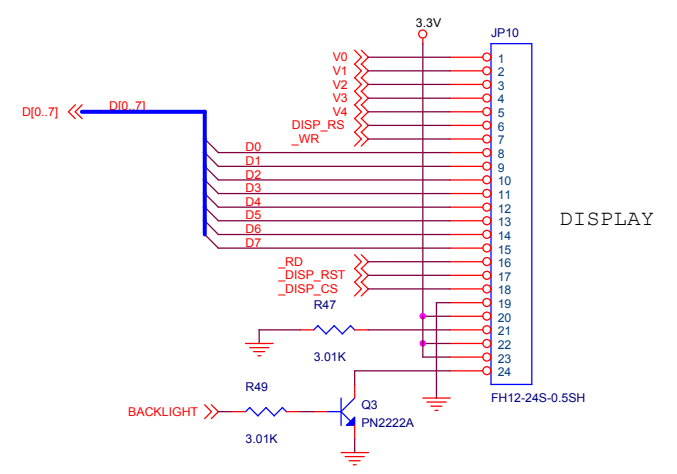 3.3V
JP10
V0
1
V1
2
V2
3
V3
4
D[0..7]
D[0..7]
V4
5
DISP_RS
6
_WR
7
D0
8
D1
9
D2
10
D3
11
D4
12
D5
13
D6
14
D7
15
DISPLAY
_RD
16
_DISP_RST
17
_DISP_CS
18
R47
19
20
21
22
3.01K
23
24
R49
FH12-24S-0.5SH
Q3
BACKLIGHT
PN2222A
3.01K